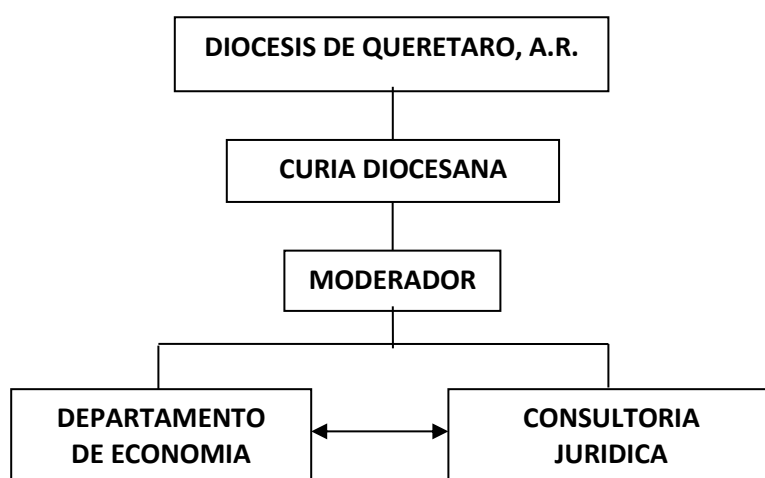 DIOCESIS DE QUERETARO, A.R.
CURIA DIOCESANA
MODERADOR
DEPARTAMENTO
DE ECONOMIA
CONSULTORIA
JURIDICA